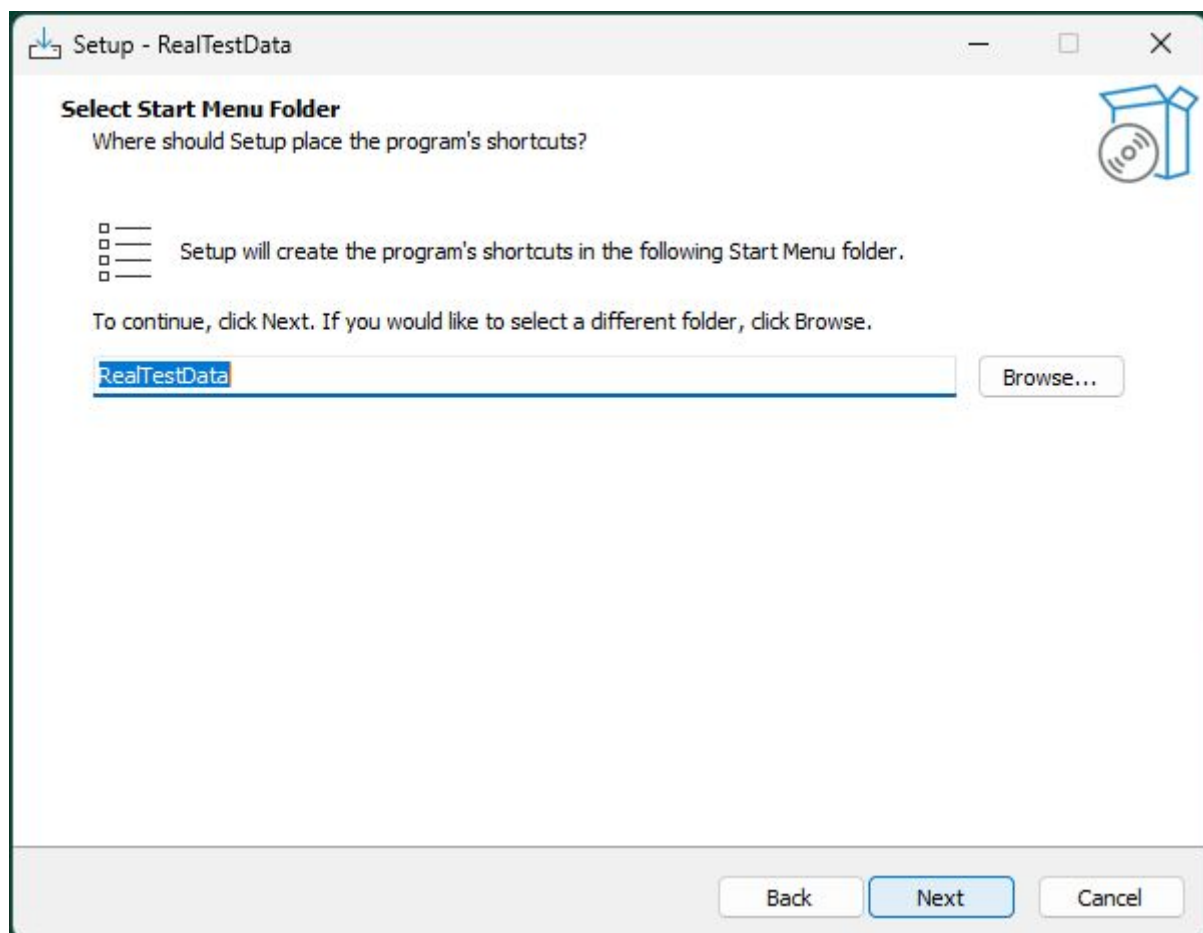 Setup - RealTestData
Select Start Menu Folder
Where should Setup place the program's shortcuts?
Setup will create the program's shortcuts in the following Start Menu folder.
To continue, click Next. If you would like to select a different folder, click Browse.
RealTestData
Browse...
Back
Next
Cancel